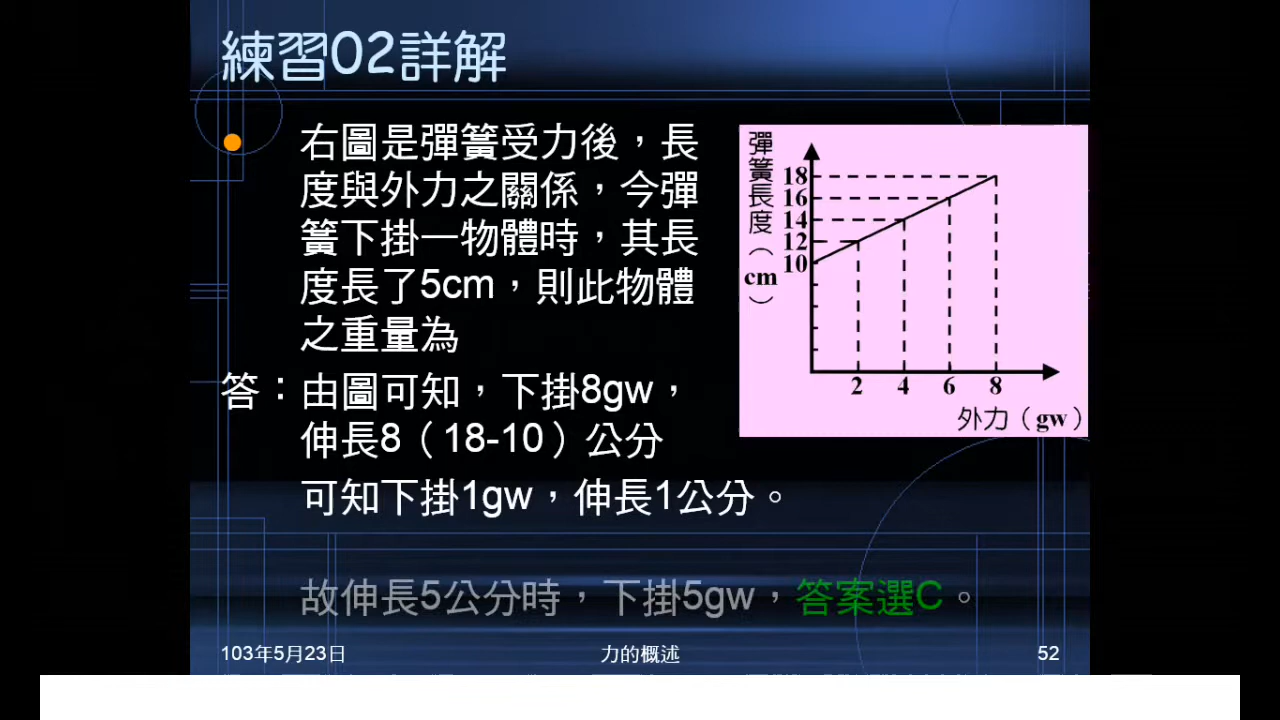 練習02詳解
右圖是彈簧受力後，長
度與外力之關係，今彈
簧下掛一物體時，其長
度長了5cm，則此物體
之重量為
答：由圖可知，下掛8gw，
伸長8（18-10）公分
可知下掛1gw，伸長1公分。
故伸長5公分時，下掛5gw，答案選C。
彈簧長度（cm）
18
16
14
12
10
2 4 6 8
外力（gw）
103年5月23日
力的概述
52